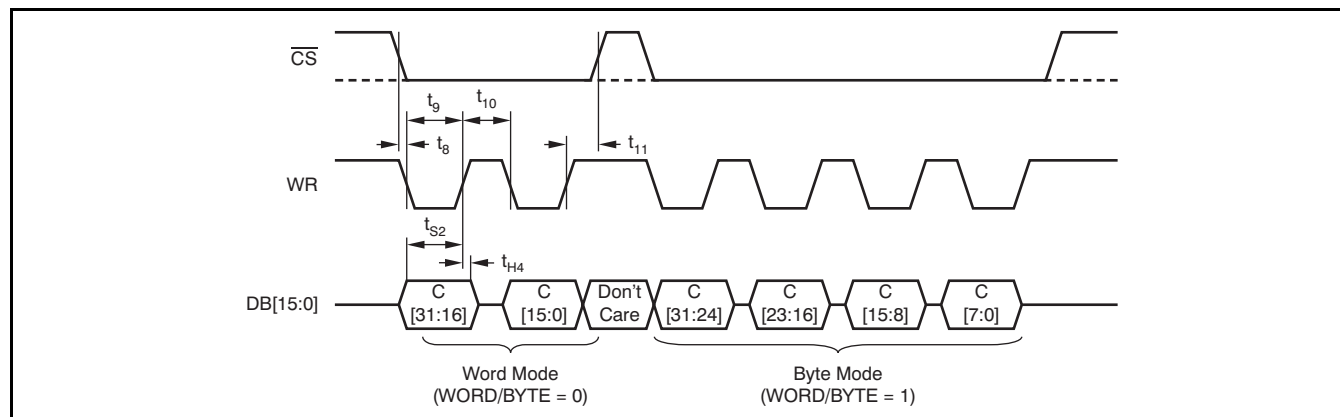 CS
t9
t10
t8
t11
WR
tS2
tH4
DB[15:0]
C
[31:16]
C
[15:0]
Don't
Care
C
[31:24]
C
[23:16]
C
[15:8]
C
[7:0]
Word Mode
(WORD/BYTE = 0)
Byte Mode
(WORD/BYTE = 1)